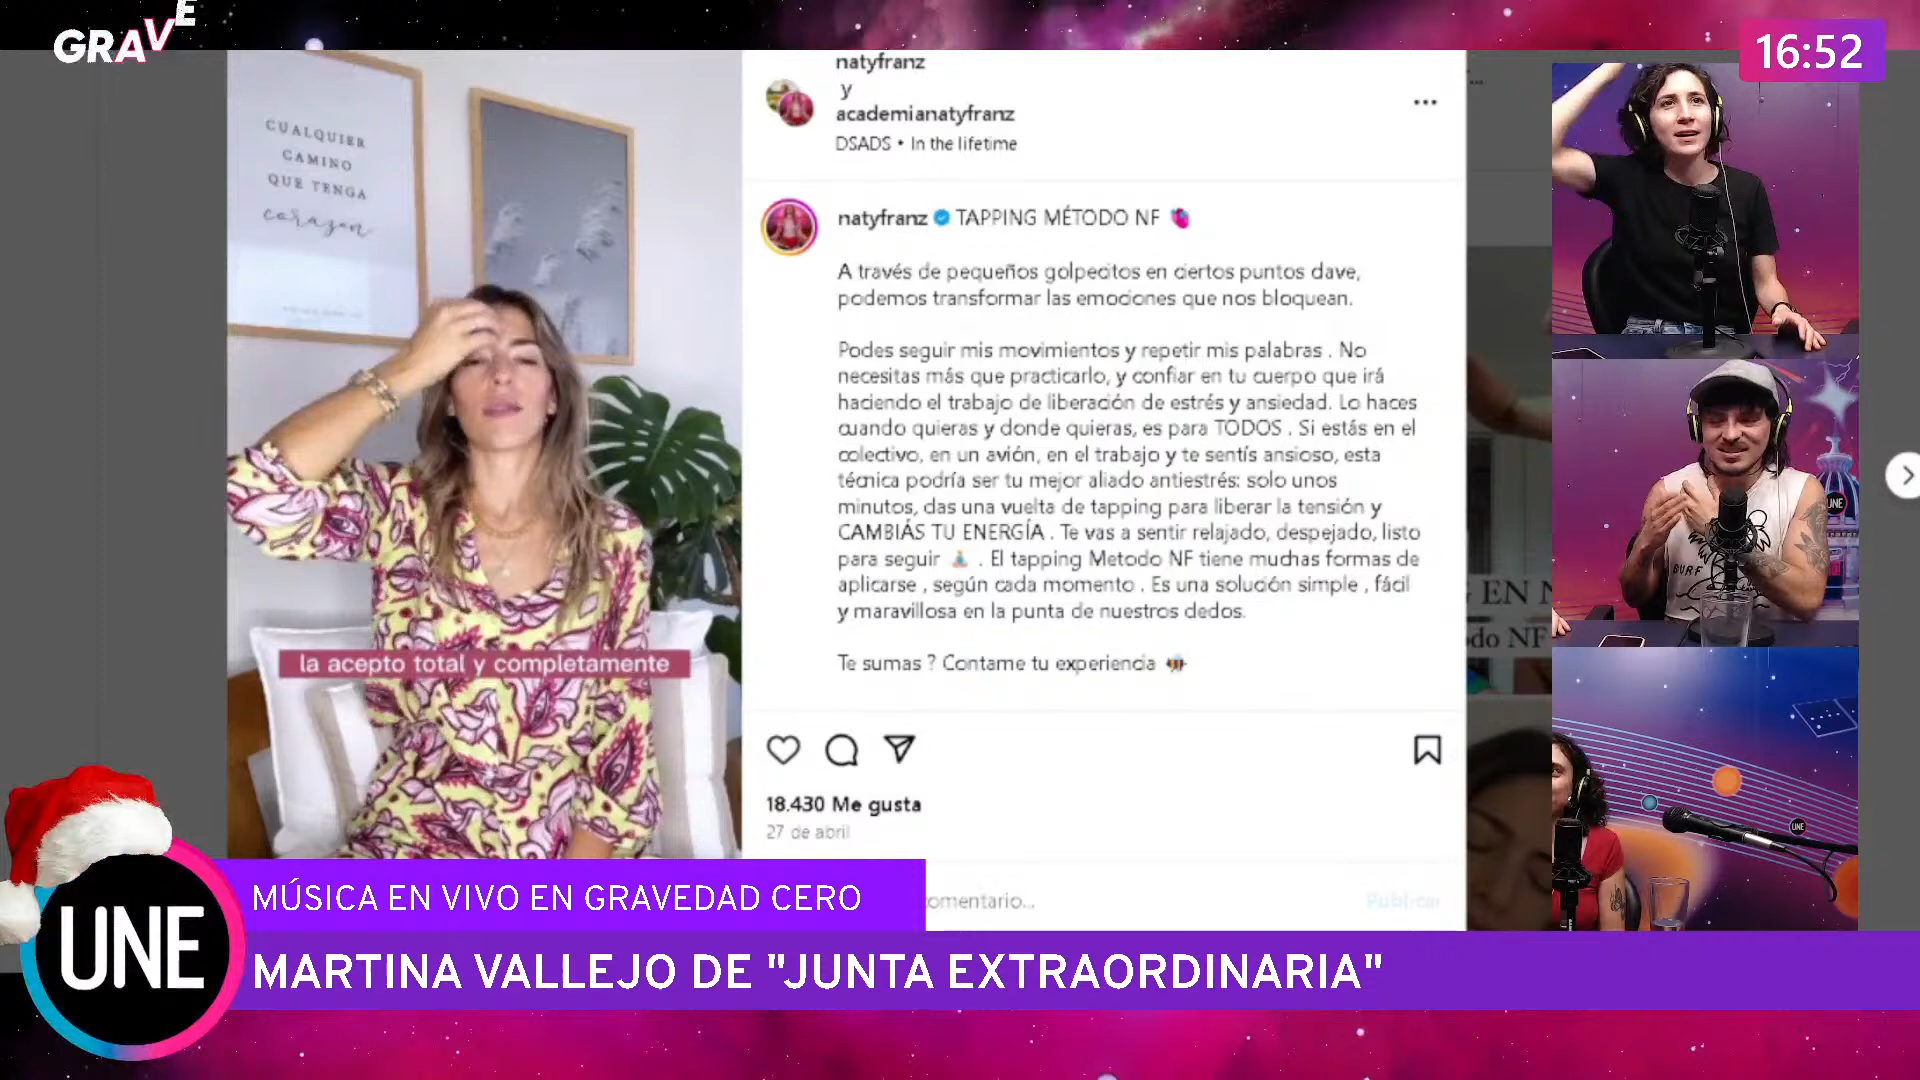 GRAVE
16:52
CUALQUIER
CAMINO
QUE TENGA
corazon
la acepto total y completamente
natyfranz
y
academianatyfranz
DSADS • In the lifetime
natyfranz TAPPING MÉTODO NF
A través de pequeños golpecitos en ciertos puntos clave,
podemos transformar las emociones que nos bloquean.
Podes seguir mis movimientos y repetir mis palabras . No
necesitas más que practicarlo, y confiar en tu cuerpo que irá
haciendo el trabajo de liberación de estrés y ansiedad. Lo haces
cuando quieras y donde quieras, es para TODOS . Si estás en el
colectivo, en un avión, en el trabajo y te sentís ansioso, esta
técnica podría ser tu mejor aliado antiestrés: solo unos
minutos, das una vuelta de tapping para liberar la tensión y
CAMBIÁS TU ENERGÍA . Te vas a sentir relajado, despejado, listo
para seguir . El tapping Metodo NF tiene muchas formas de
aplicarse , según cada momento . Es una solución simple , fácil
y maravillosa en la punta de nuestros dedos.
Te sumas ? Contame tu experiencia
18.430 Me gusta
27 de abril
comentario...
Publicar
EN
NF
SURF
UNE
UNE
MÚSICA EN VIVO EN GRAVEDAD CERO
UNE
MARTINA VALLEJO DE "JUNTA EXTRAORDINARIA"